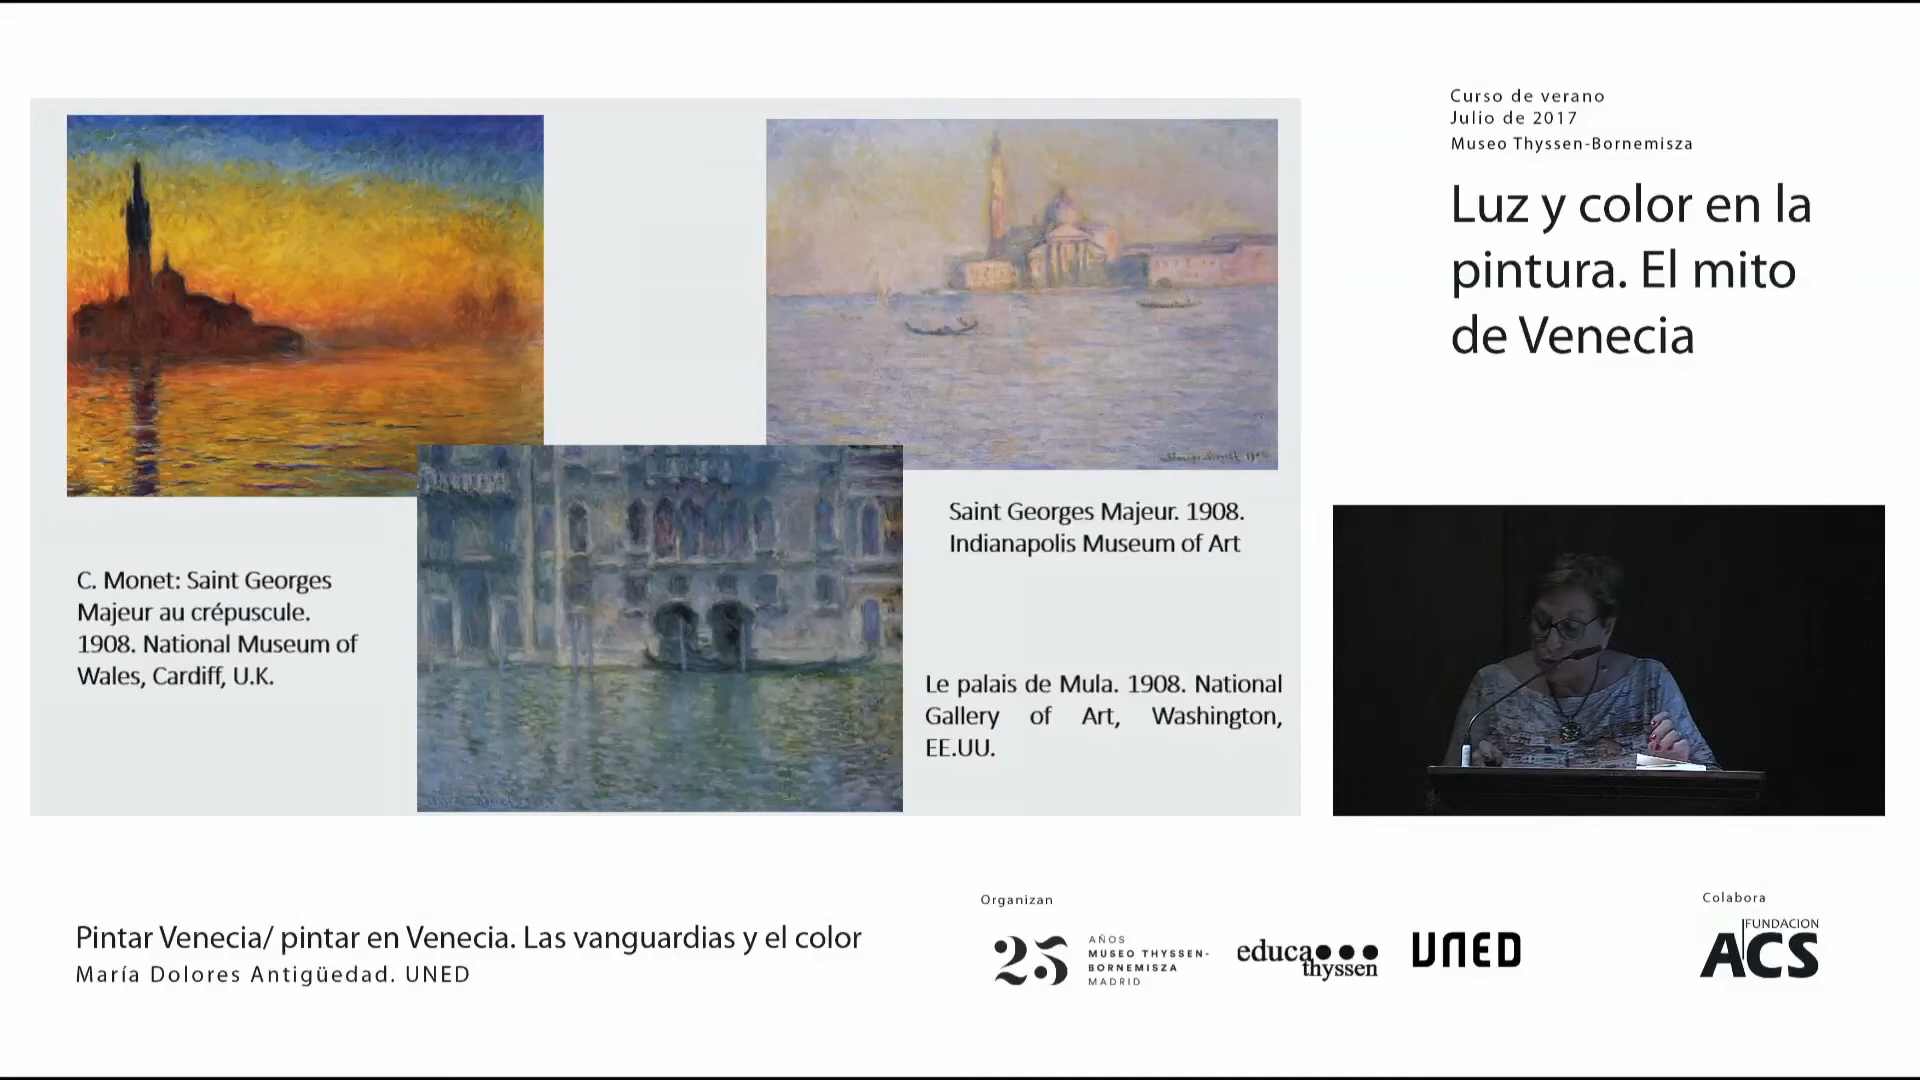 Curso de verano
Julio de 2017
Museo Thyssen-Bornemisza
Luz y color en la
pintura. El mito
de Venecia
Saint Georges Majeur. 1908.
Indianapolis Museum of Art
C. Monet: Saint Georges
Majeur au crépuscule.
1908. National Museum of
Wales, Cardiff, U.K.
Le palais de Mula. 1908. National
Gallery of Art, Washington,
EE.UU.
Pintar Venecia/ pintar en Venecia. Las vanguardias y el color
María Dolores Antigüedad. UNED
Organizan
25
AÑOS
MUSEO THYSSEN-
BORNEMISZA
MADRID
educa
thyssen
UNED
Colabora
FUNDACION
ACS